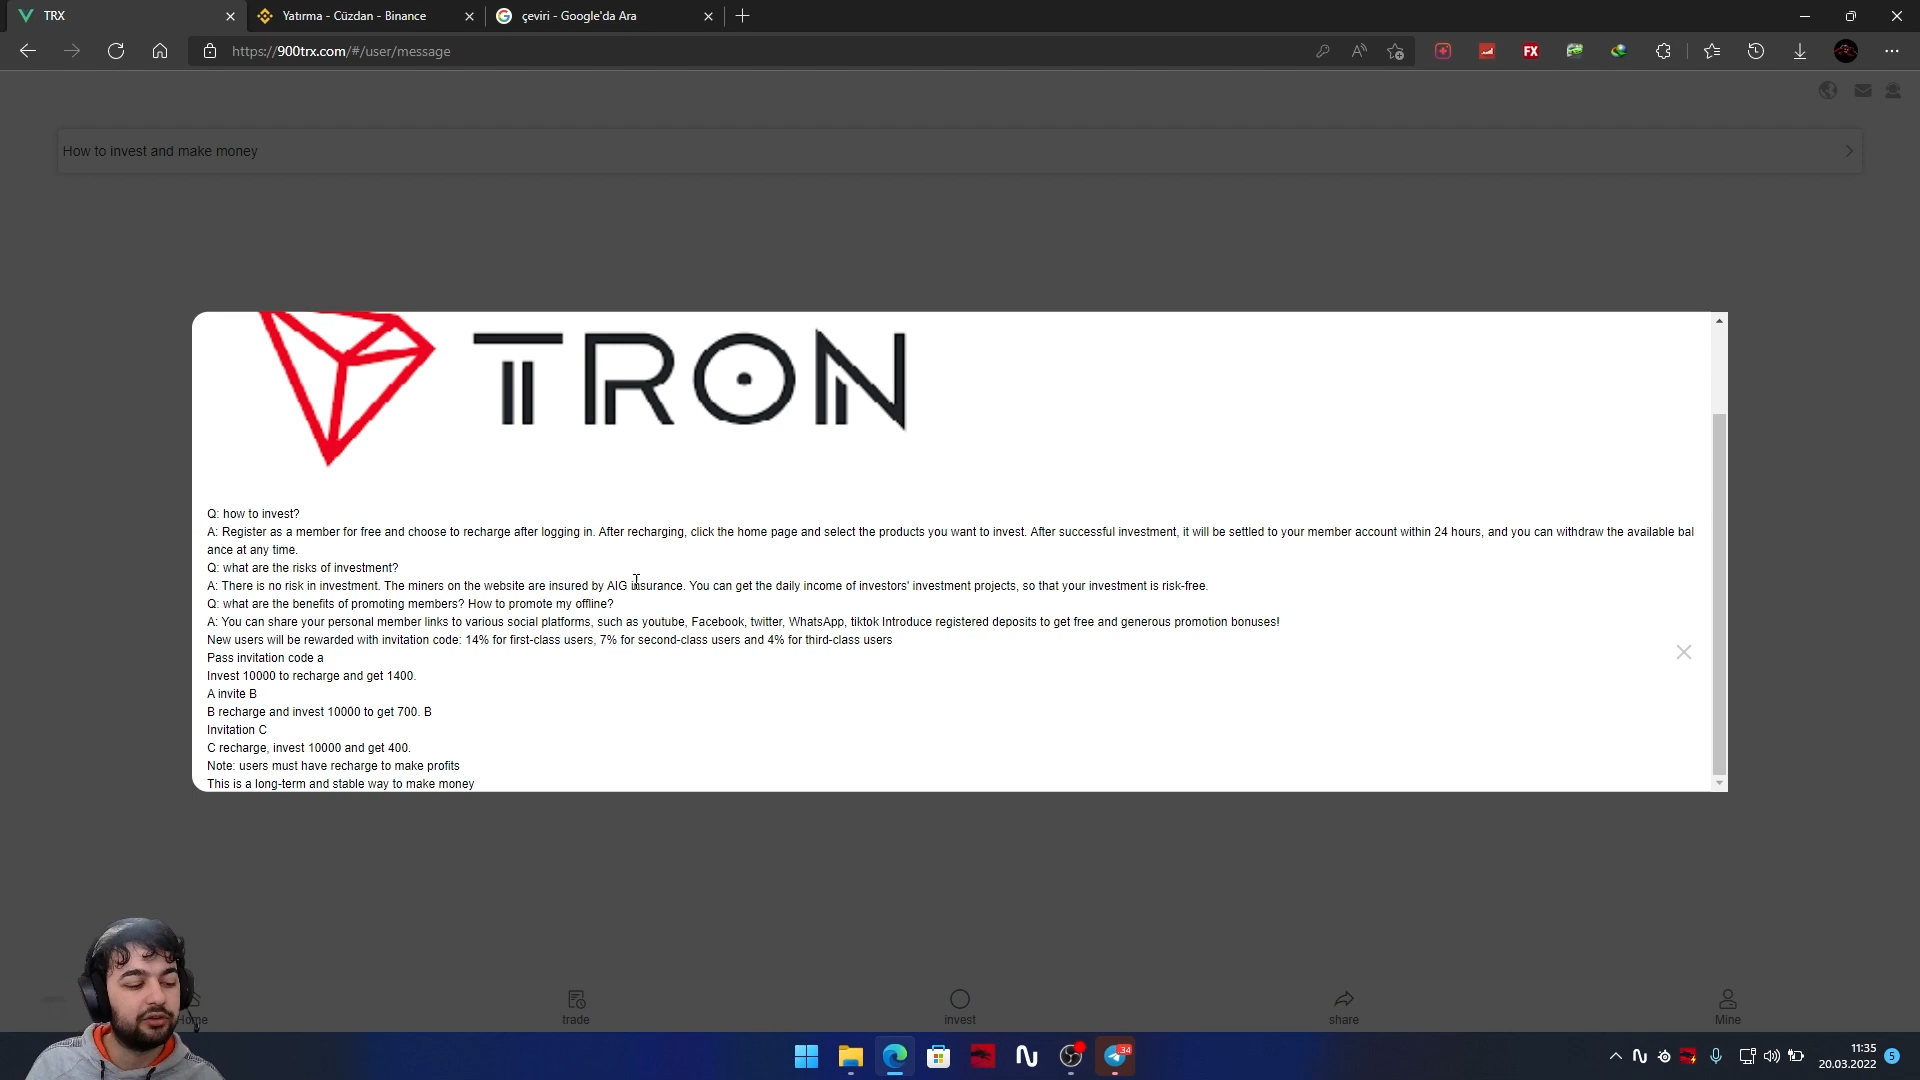 TRX
Yatırma - Cüzdan - Binance
çeviri - Google'da Ara
https://900trx.com/#/user/message
FX
How to invest and make money
TRON
Q: how to invest?
A: Register as a member for free and choose to recharge after logging in. After recharging, click the home page and select the products you want to invest. After successful investment, it will be settled to your member account within 24 hours, and you can withdraw the available bal
ance at any time.
Q: what are the risks of investment?
A: There is no risk in investment. The miners on the website are insured by AIG insurance. You can get the daily income of investors' investment projects, so that your investment is risk-free.
Q: what are the benefits of promoting members? How to promote my offline?
A: You can share your personal member links to various social platforms, such as youtube, Facebook, twitter, WhatsApp, tiktok Introduce registered deposits to get free and generous promotion bonuses!
New users will be rewarded with invitation code: 14% for first-class users, 7% for second-class users and 4% for third-class users
Pass invitation code a
Invest 10000 to recharge and get 1400.
A invite B
B recharge and invest 10000 to get 700. B
Invitation C
C recharge, invest 10000 and get 400.
Note: users must have recharge to make profits
This is a long-term and stable way to make money
Home
trade
invest
share
Mine
34
11:35
20.03.2022
5